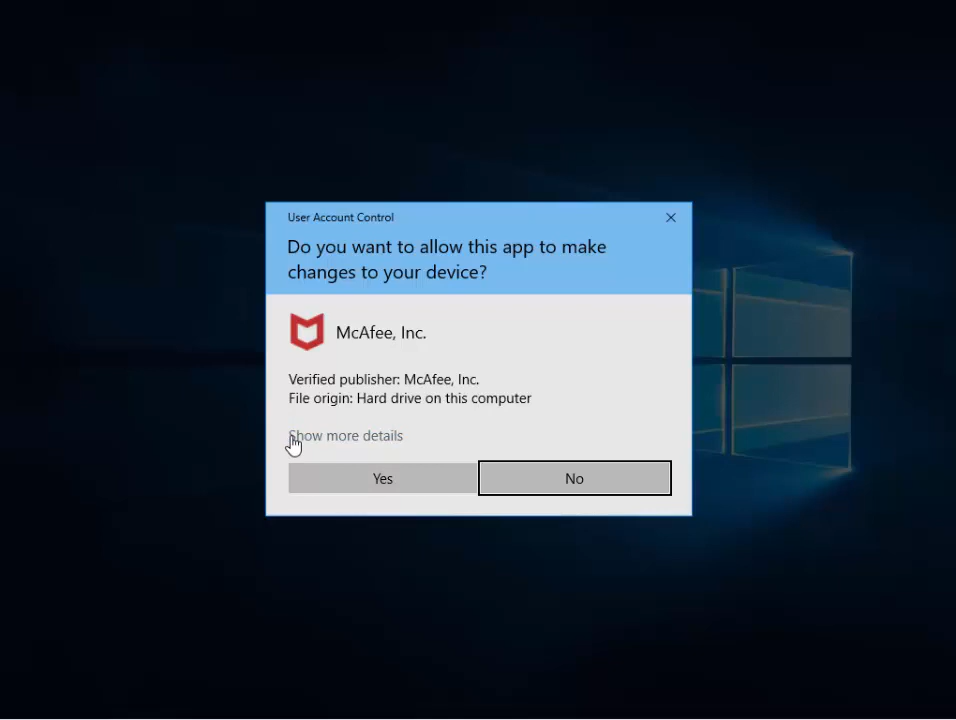 User Account Control
Do you want to allow this app to make
changes to your device?
McAfee, Inc.
Verified publisher: McAfee, Inc.
File origin: Hard drive on this computer
Show more details
Yes
No